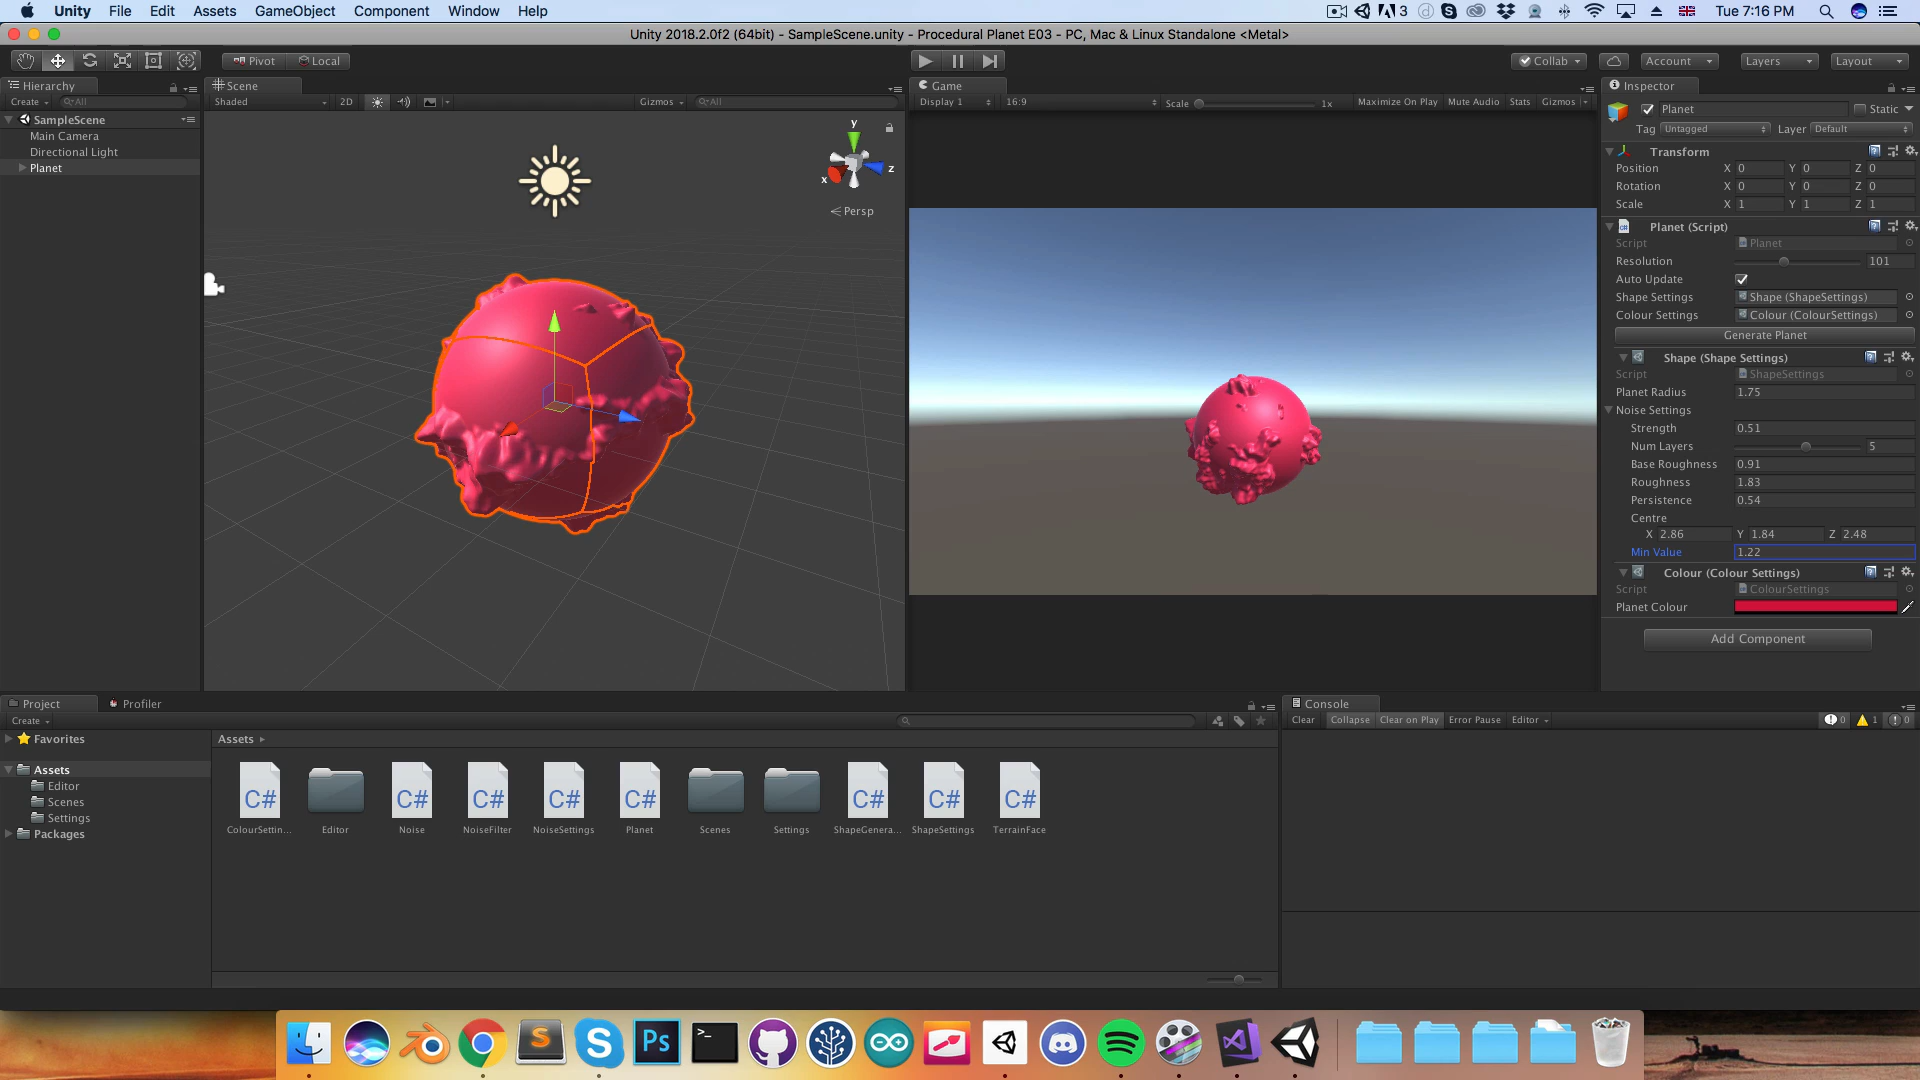 Unity File Edit Assets GameObject Component Window Help
3 Tue 7:16 PM
Unity 2018.2.0f2 (64bit) - SampleScene.unity - Procedural Planet E03 - PC, Mac & Linux Standalone <Metal>
Pivot Local
Collab Account Layers Layout
Hierarchy
Create All
SampleScene
Main Camera
Directional Light
Planet
Scene
Shaded 2D Gizmos All
y
x
z
Persp
Game
Display 1 16:9 Scale 1x Maximize On Play Mute Audio Stats Gizmos
Inspector
Planet Static
Tag Untagged Layer Default
Transform
Position X 0 Y 0 Z 0
Rotation X 0 Y 0 Z 0
Scale X 1 Y 1 Z 1
Planet (Script)
Script Planet
Resolution 101
Auto Update
Shape Settings Shape (ShapeSettings)
Colour Settings Colour (ColourSettings)
Generate Planet
Shape (Shape Settings)
Script ShapeSettings
Planet Radius 1.75
Noise Settings
Strength 0.51
Num Layers 5
Base Roughness 0.91
Roughness 1.83
Persistence 0.54
Centre
X 2.86 Y 1.84 Z 2.48
Min Value 1.22
Colour (Colour Settings)
Script ColourSettings
Planet Colour
Add Component
Project Profiler
Create
Favorites
Assets
Editor
Scenes
Settings
Packages
Assets
C# C# C# C# C# C# C# C#
ColourSettin... Editor Noise NoiseFilter NoiseSettings Planet Scenes Settings ShapeGenera... ShapeSettings TerrainFace
Console
Clear Collapse Clear on Play Error Pause Editor 0 1 0
S S Ps >_